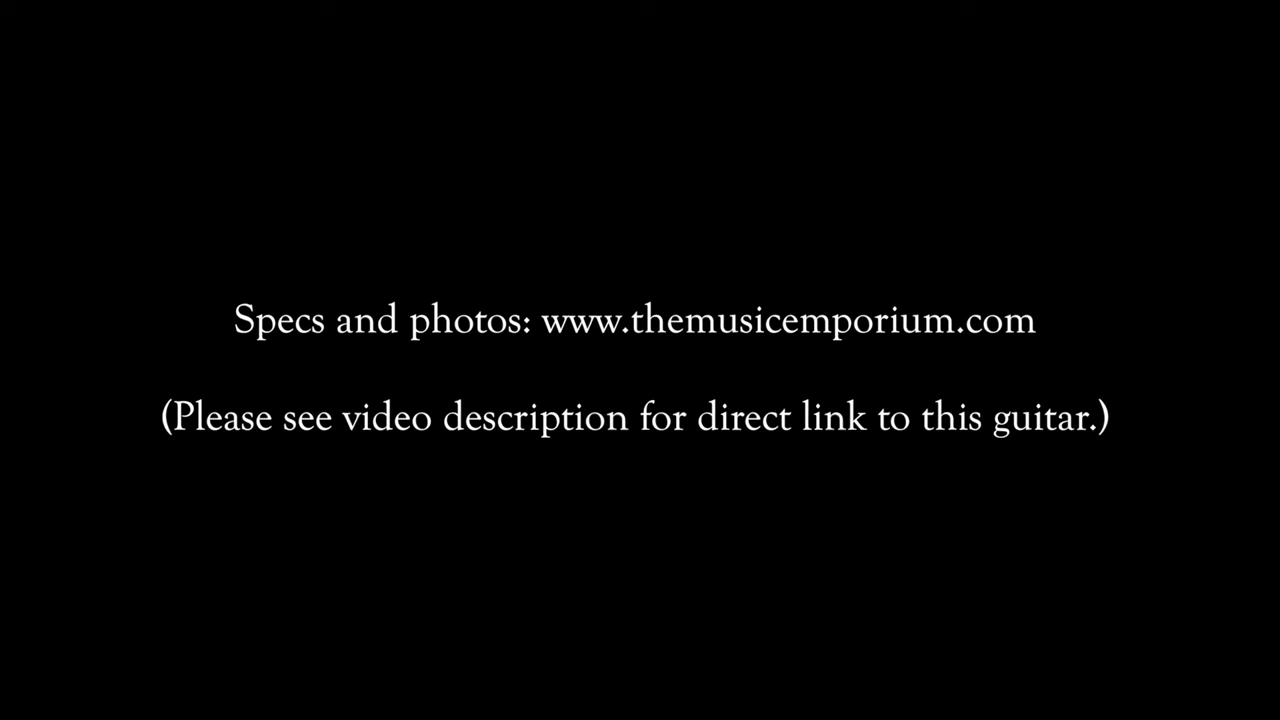 Specs and photos: www.themusicemporium.com
(Please see video description for direct link to this guitar.)